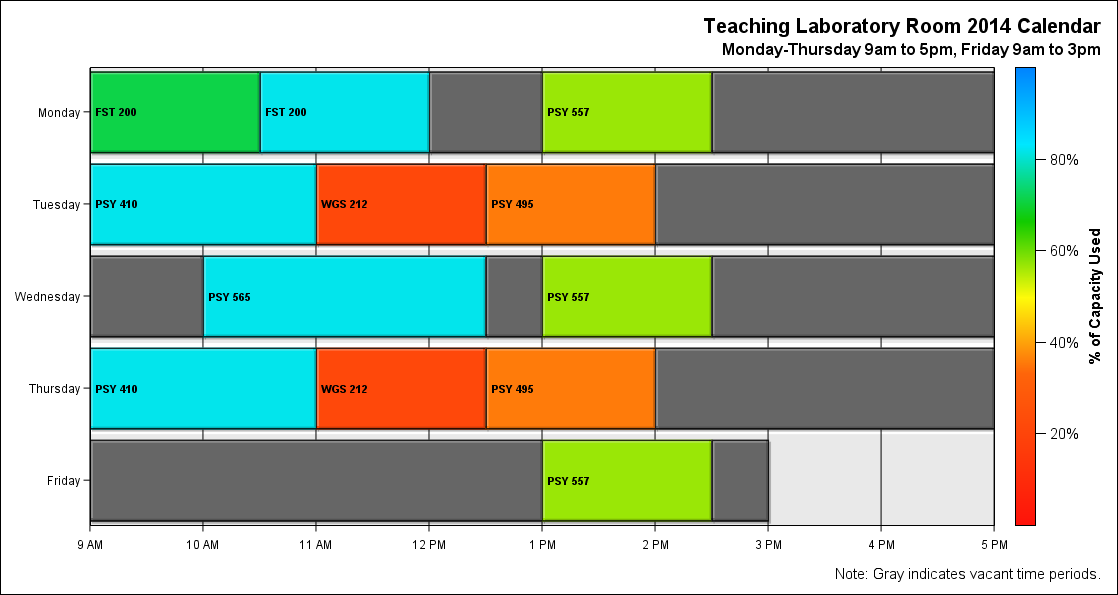 Teaching Laboratory Room 2014 Calendar
Monday-Thursday 9am to 5pm, Friday 9am to 3pm
Monday
FST 200
FST 200
PSY 557
Tuesday
PSY 410
WGS 212
PSY 495
Wednesday
PSY 565
PSY 557
Thursday
PSY 410
WGS 212
PSY 495
Friday
PSY 557
9 AM 10 AM 11 AM 12 PM 1 PM 2 PM 3 PM 4 PM 5 PM
80%
60%
40%
20%
% of Capacity Used
Note: Gray indicates vacant time periods.